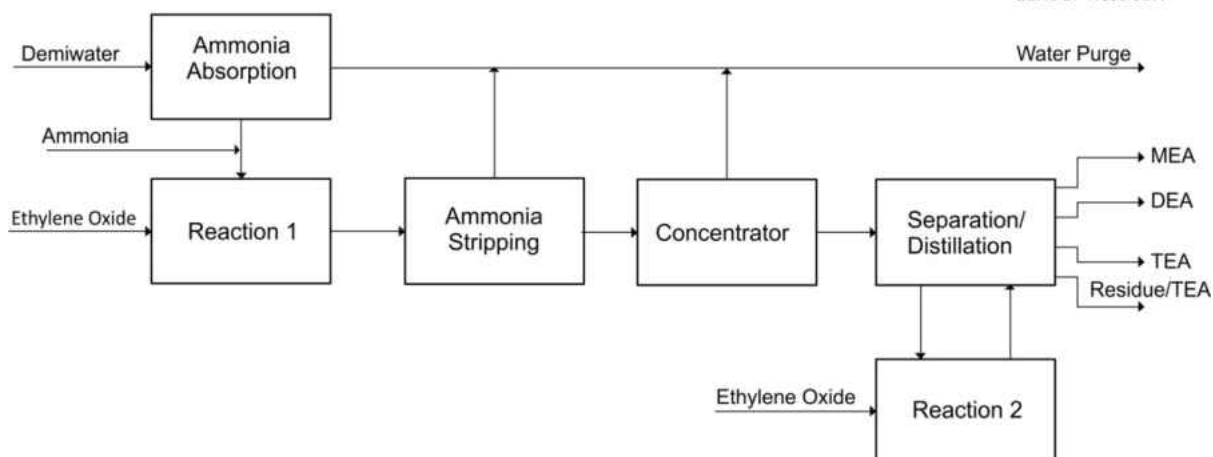 Demiwater
Ammonia
Absorption
Water Purge
Ammonia
MEA
DEA
TEA
Residue/TEA
Ethylene Oxide
Reaction 1
Ammonia
Stripping
Concentrator
Separation/
Distillation
Ethylene Oxide
Reaction 2